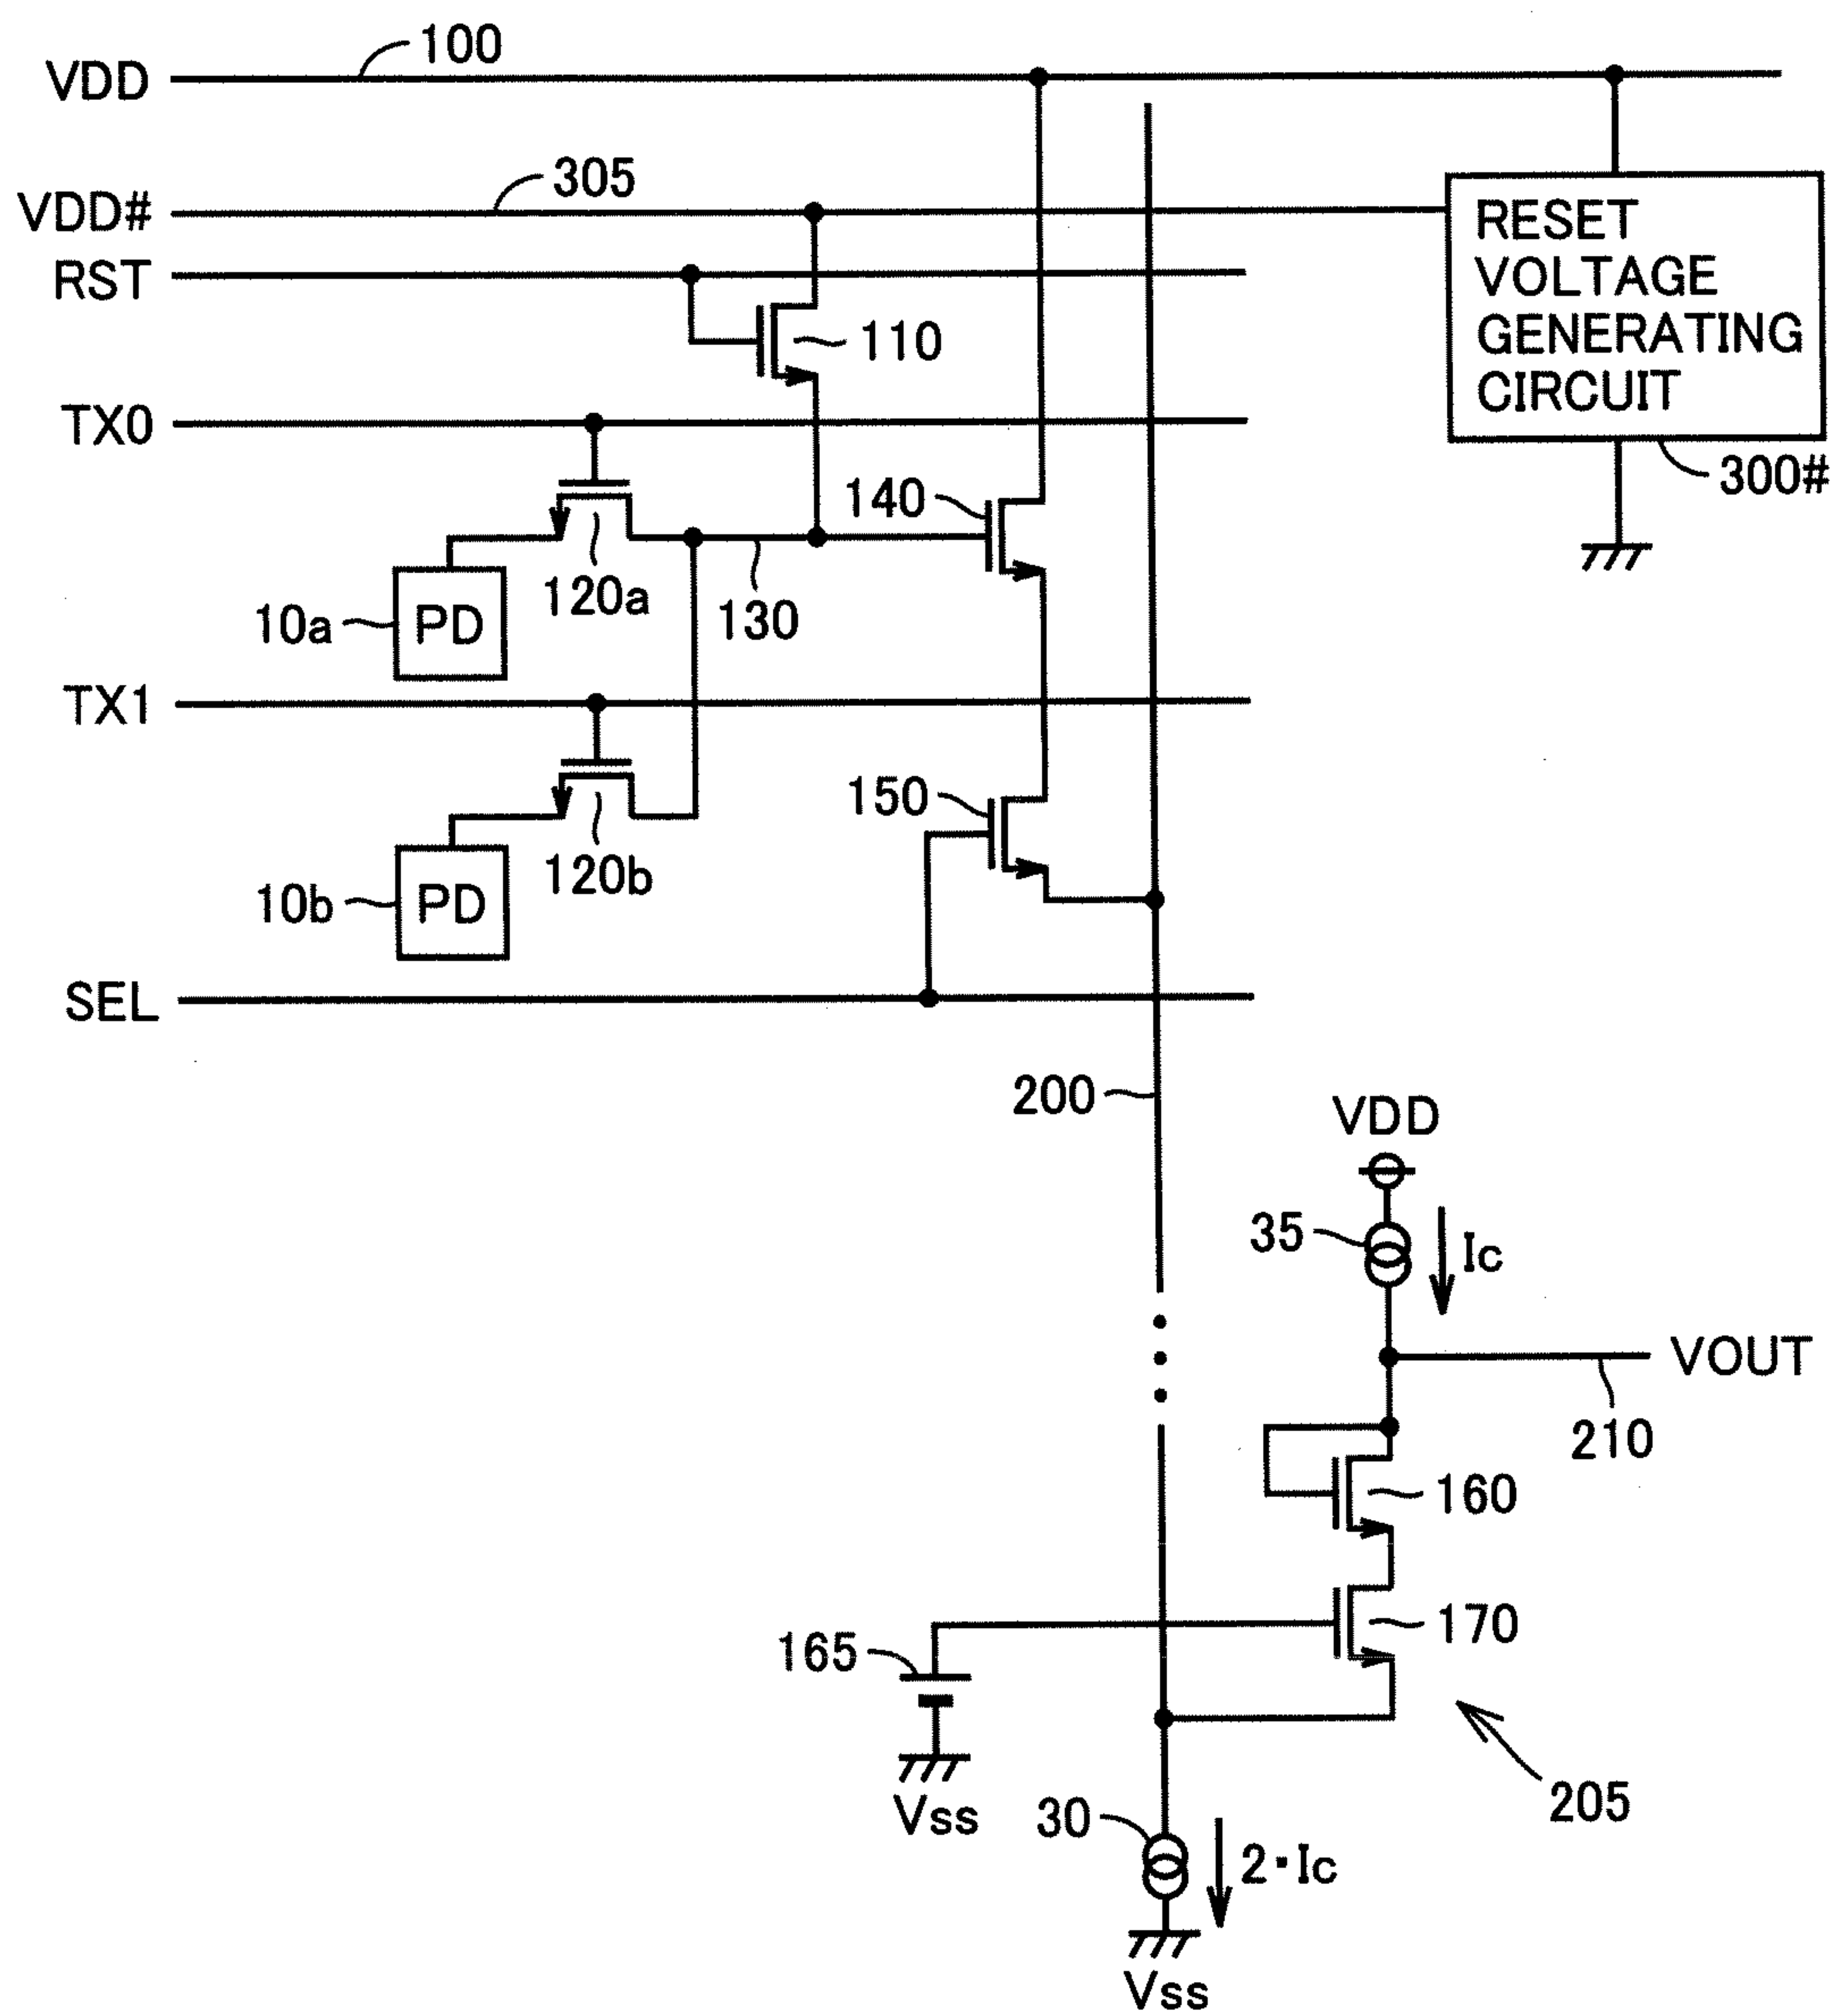 100
VDD
305
VDD#
RESET
VOLTAGE
GENERATING
CIRCUIT
RST
110
TX0
300#
140
120a
130
10a
PD
TX1
150
120b
10b
PD
SEL
200
VDD
35
Ic
VOUT
210
160
170
165
205
Vss
30
2·Ic
Vss